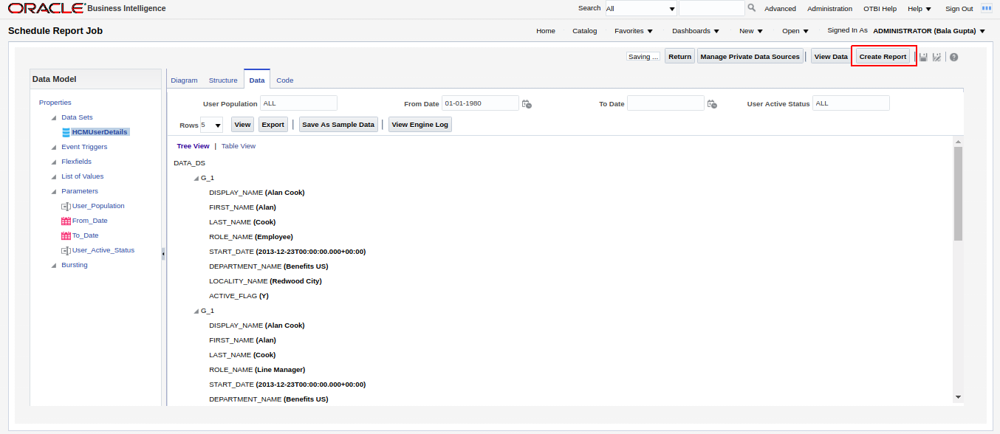 ORACLE Business Intelligence Search All Advanced Administration OTBI Help Help Sign Out
Schedule Report Job Home Catalog Favorites Dashboards New Open Signed In As ADMINISTRATOR (Bala Gupta)
Saving ... Return Manage Private Data Sources | View Data Create Report
Data Model
Properties
Data Sets
HCMUserDetails
Event Triggers
Flexfields
List of Values
Parameters
User_Population
From_Date
To_Date
User_Active_Status
Bursting
Diagram Structure Data Code
User Population ALL From Date 01-01-1980 To Date User Active Status ALL
Rows 5 View Export | Save As Sample Data | View Engine Log
Tree View | Table View
DATA_DS
G_1
DISPLAY_NAME (Alan Cook)
FIRST_NAME (Alan)
LAST_NAME (Cook)
ROLE_NAME (Employee)
START_DATE (2013-12-23T00:00:00.000+00:00)
DEPARTMENT_NAME (Benefits US)
LOCALITY_NAME (Redwood City)
ACTIVE_FLAG (Y)
G_1
DISPLAY_NAME (Alan Cook)
FIRST_NAME (Alan)
LAST_NAME (Cook)
ROLE_NAME (Line Manager)
START_DATE (2013-12-23T00:00:00.000+00:00)
DEPARTMENT_NAME (Benefits US)